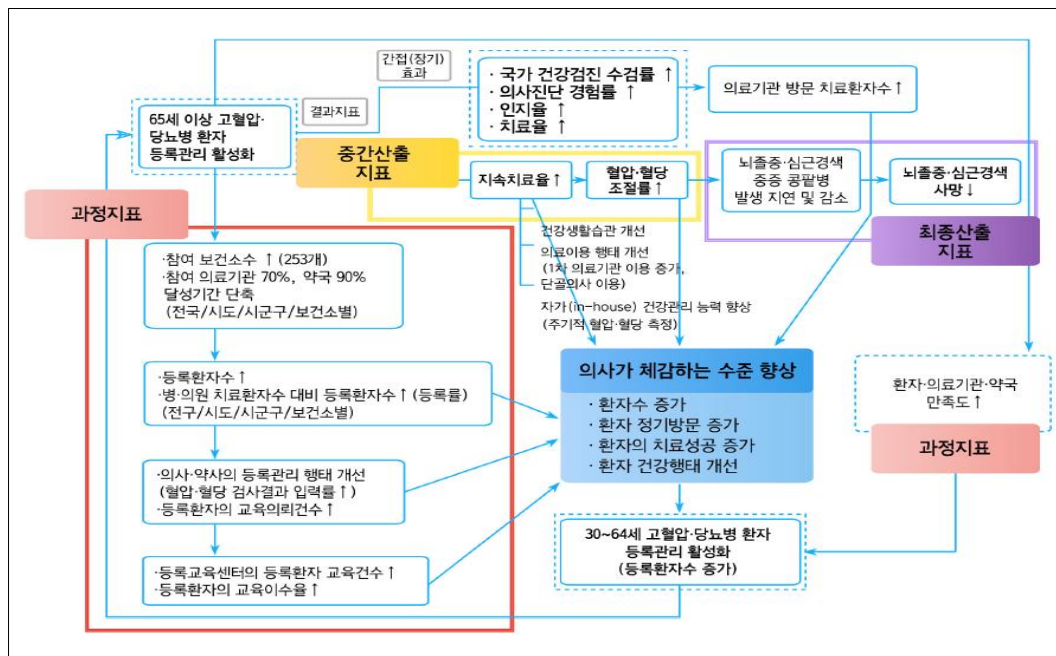 간접(장기)
효과
· 국가 건강검진 수검률 ↑
· 의사진단 경험률 ↑
· 인지율 ↑
· 치료율 ↑
의료기관 방문 치료환자수 ↑
결과지표
65세 이상 고혈압·
당뇨병 환자
등록관리 활성화
중간산출
지표
지속치료율 ↑
혈압·혈당
조절률 ↑
뇌졸중·심근경색
중증 콩팥병
발생 지연 및 감소
뇌졸중·심근경색
사망 ↓
최종산출
지표
과정지표
건강생활습관 개선
의료이용 행태 개선
(1차 의료기관 이용 증가,
단골의사 이용)
자가(in-house) 건강관리 능력 향상
(주기적 혈압·혈당 측정)
·참여 보건소수 ↑ (253개)
·참여 의료기관 70%, 약국 90%
달성기간 단축
(전국/시도/시군구/보건소별)
·등록환자수 ↑
·병·의원 치료환자수 대비 등록환자수 ↑ (등록률)
(전구/시도/시군구/보건소별)
·의사·약사의 등록관리 행태 개선
(혈압·혈당 검사결과 입력률 ↑)
·등록환자의 교육의뢰건수 ↑
·등록교육센터의 등록환자 교육건수 ↑
·등록환자의 교육이수율 ↑
의사가 체감하는 수준 향상
· 환자수 증가
· 환자 정기방문 증가
· 환자의 치료성공 증가
· 환자 건강행태 개선
환자·의료기관·약국
만족도 ↑
과정지표
30~64세 고혈압·당뇨병 환자
등록관리 활성화
(등록환자수 증가)